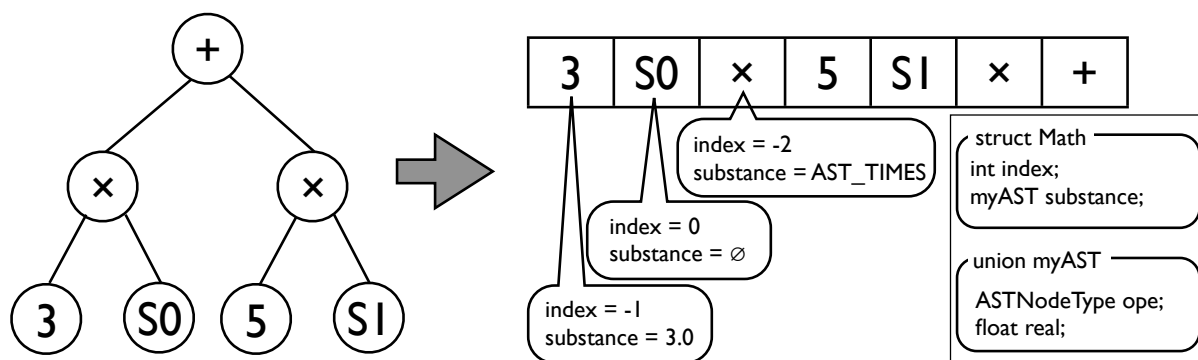 +
×
×
3
S0
5
S1
3 S0 × 5 S1 × +
index = -2
substance = AST_TIMES
index = 0
substance = ∅
index = -1
substance = 3.0
struct Math
int index;
myAST substance;
union myAST
ASTNodeType ope;
float real;